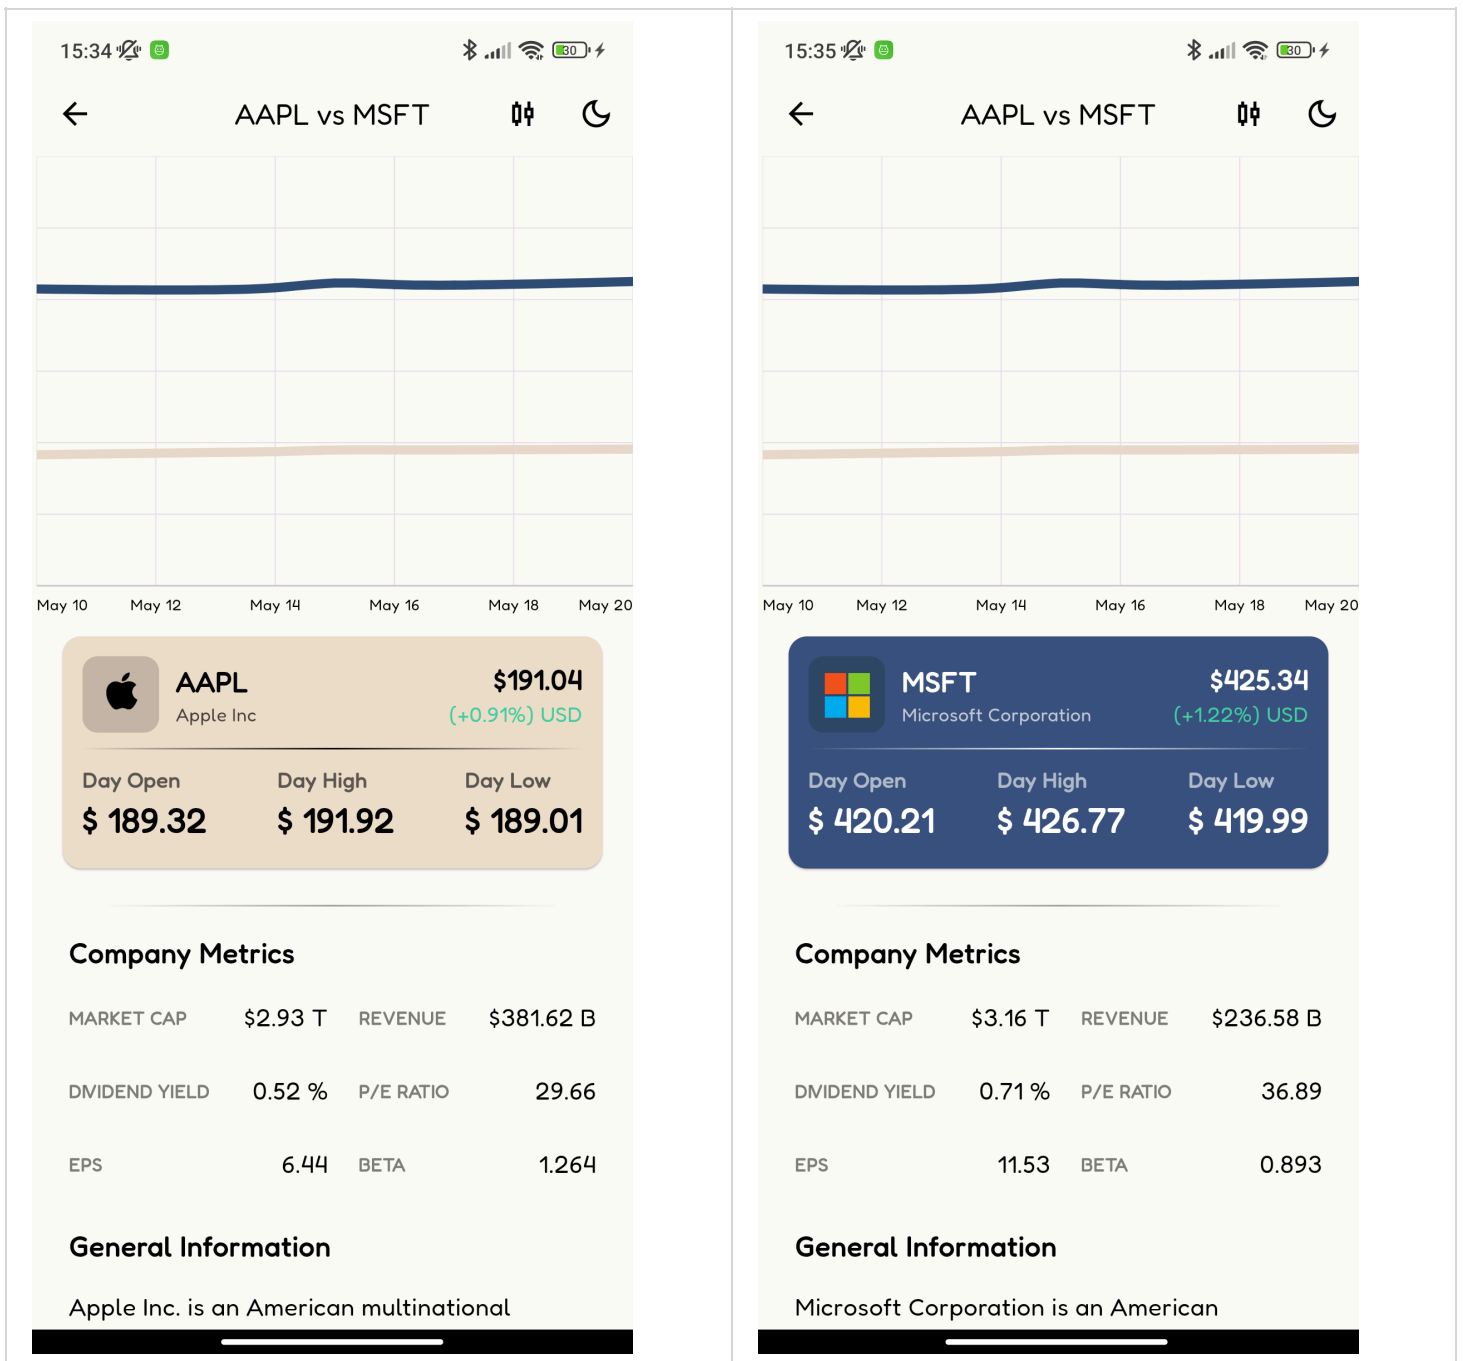 15:34
30
AAPL vs MSFT
May 10 May 12 May 14 May 16 May 18 May 20
AAPL
Apple Inc
$191.04
(+0.91%) USD
Day Open Day High Day Low
$ 189.32 $ 191.92 $ 189.01
Company Metrics
MARKET CAP $2.93 T REVENUE $381.62 B
DIVIDEND YIELD 0.52 % P/E RATIO 29.66
EPS 6.44 BETA 1.264
General Information
Apple Inc. is an American multinational
15:35
30
AAPL vs MSFT
May 10 May 12 May 14 May 16 May 18 May 20
MSFT
Microsoft Corporation
$425.34
(+1.22%) USD
Day Open Day High Day Low
$ 420.21 $ 426.77 $ 419.99
Company Metrics
MARKET CAP $3.16 T REVENUE $236.58 B
DIVIDEND YIELD 0.71 % P/E RATIO 36.89
EPS 11.53 BETA 0.893
General Information
Microsoft Corporation is an American